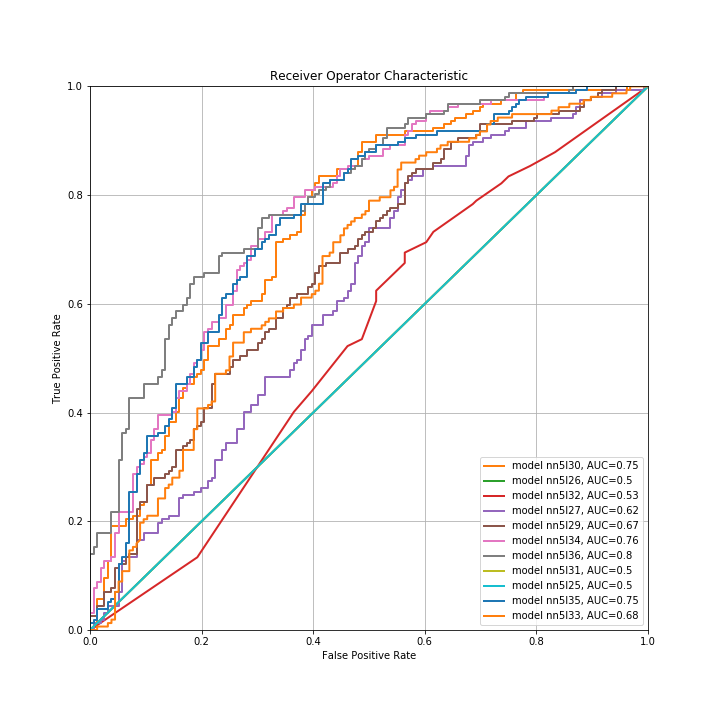 Receiver Operator Characteristic
True Positive Rate
1.0
0.8
0.6
0.4
0.2
0.0
model nn5l30, AUC=0.75
model nn5l26, AUC=0.5
model nn5l32, AUC=0.53
model nn5l27, AUC=0.62
model nn5l29, AUC=0.67
model nn5l34, AUC=0.76
model nn5l36, AUC=0.8
model nn5l31, AUC=0.5
model nn5l25, AUC=0.5
model nn5l35, AUC=0.75
model nn5l33, AUC=0.68
0.0 0.2 0.4 0.6 0.8 1.0
False Positive Rate